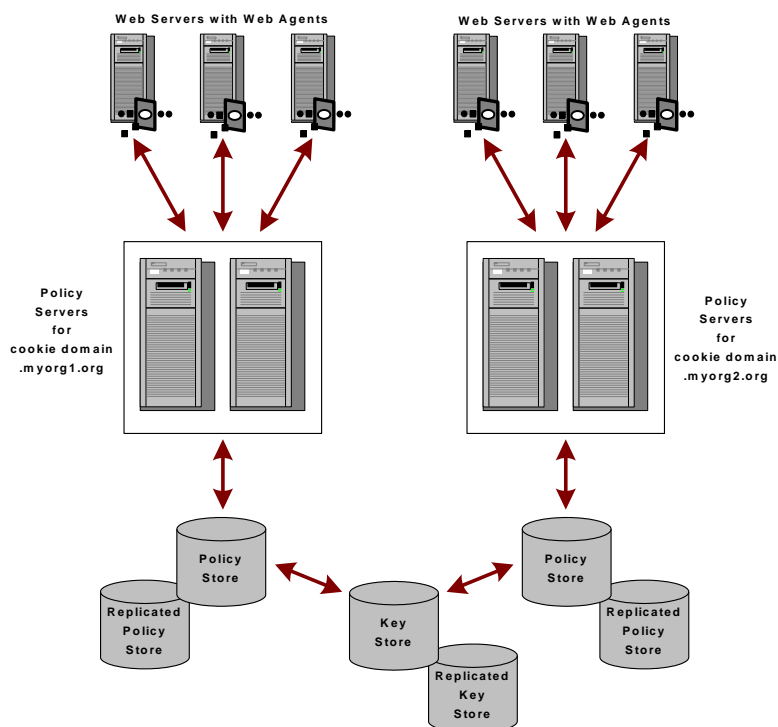 Web Servers with Web Agents
Web Servers with Web Agents
Policy
Servers
for
cookie domain
.myorg1.org
Policy
Servers
for
cookie domain
.myorg2.org
Policy
Store
Replicated
Policy
Store
Key
Store
Replicated
Key
Store
Policy
Store
Replicated
Policy
Store